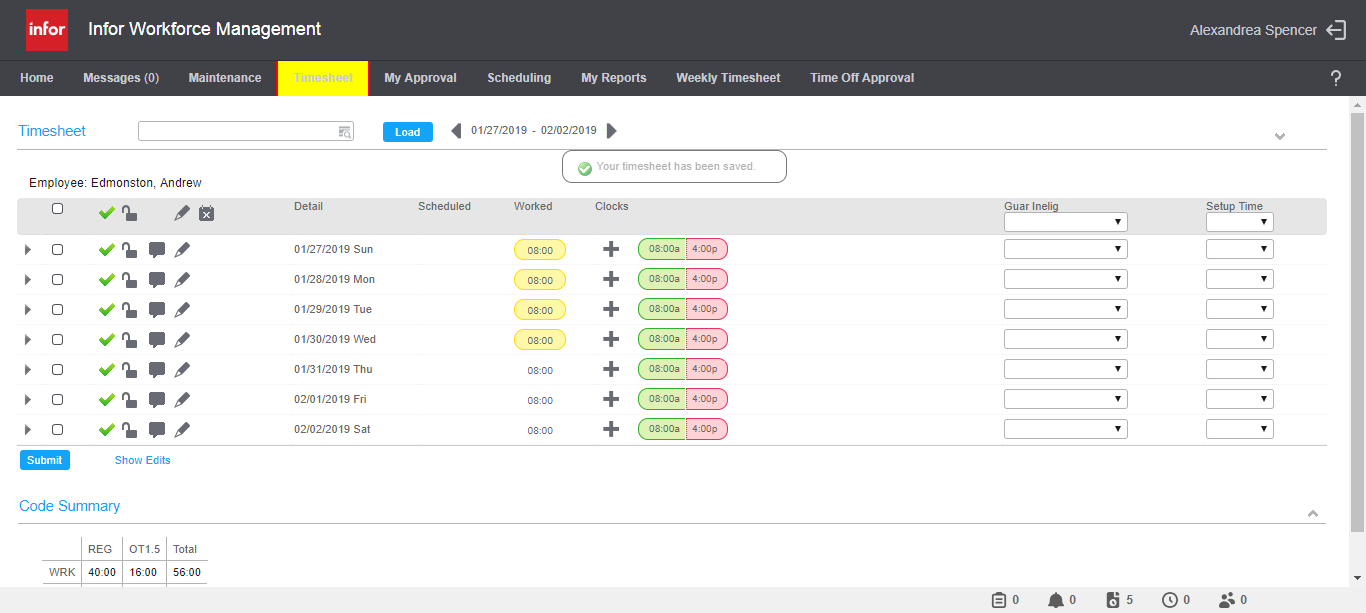 infor Infor Workforce Management Alexandrea Spencer
Home Messages (0) Maintenance Timesheet My Approval Scheduling My Reports Weekly Timesheet Time Off Approval ?
Timesheet Load 01/27/2019 - 02/02/2019
Your timesheet has been saved.
Employee: Edmonston, Andrew
Detail Scheduled Worked Clocks Guar Inelig Setup Time
01/27/2019 Sun 08:00 08:00a 4:00p
01/28/2019 Mon 08:00 08:00a 4:00p
01/29/2019 Tue 08:00 08:00a 4:00p
01/30/2019 Wed 08:00 08:00a 4:00p
01/31/2019 Thu 08:00 08:00a 4:00p
02/01/2019 Fri 08:00 08:00a 4:00p
02/02/2019 Sat 08:00 08:00a 4:00p
Submit Show Edits
Code Summary
REG OT1.5 Total
WRK 40:00 16:00 56:00
0 0 5 0 0